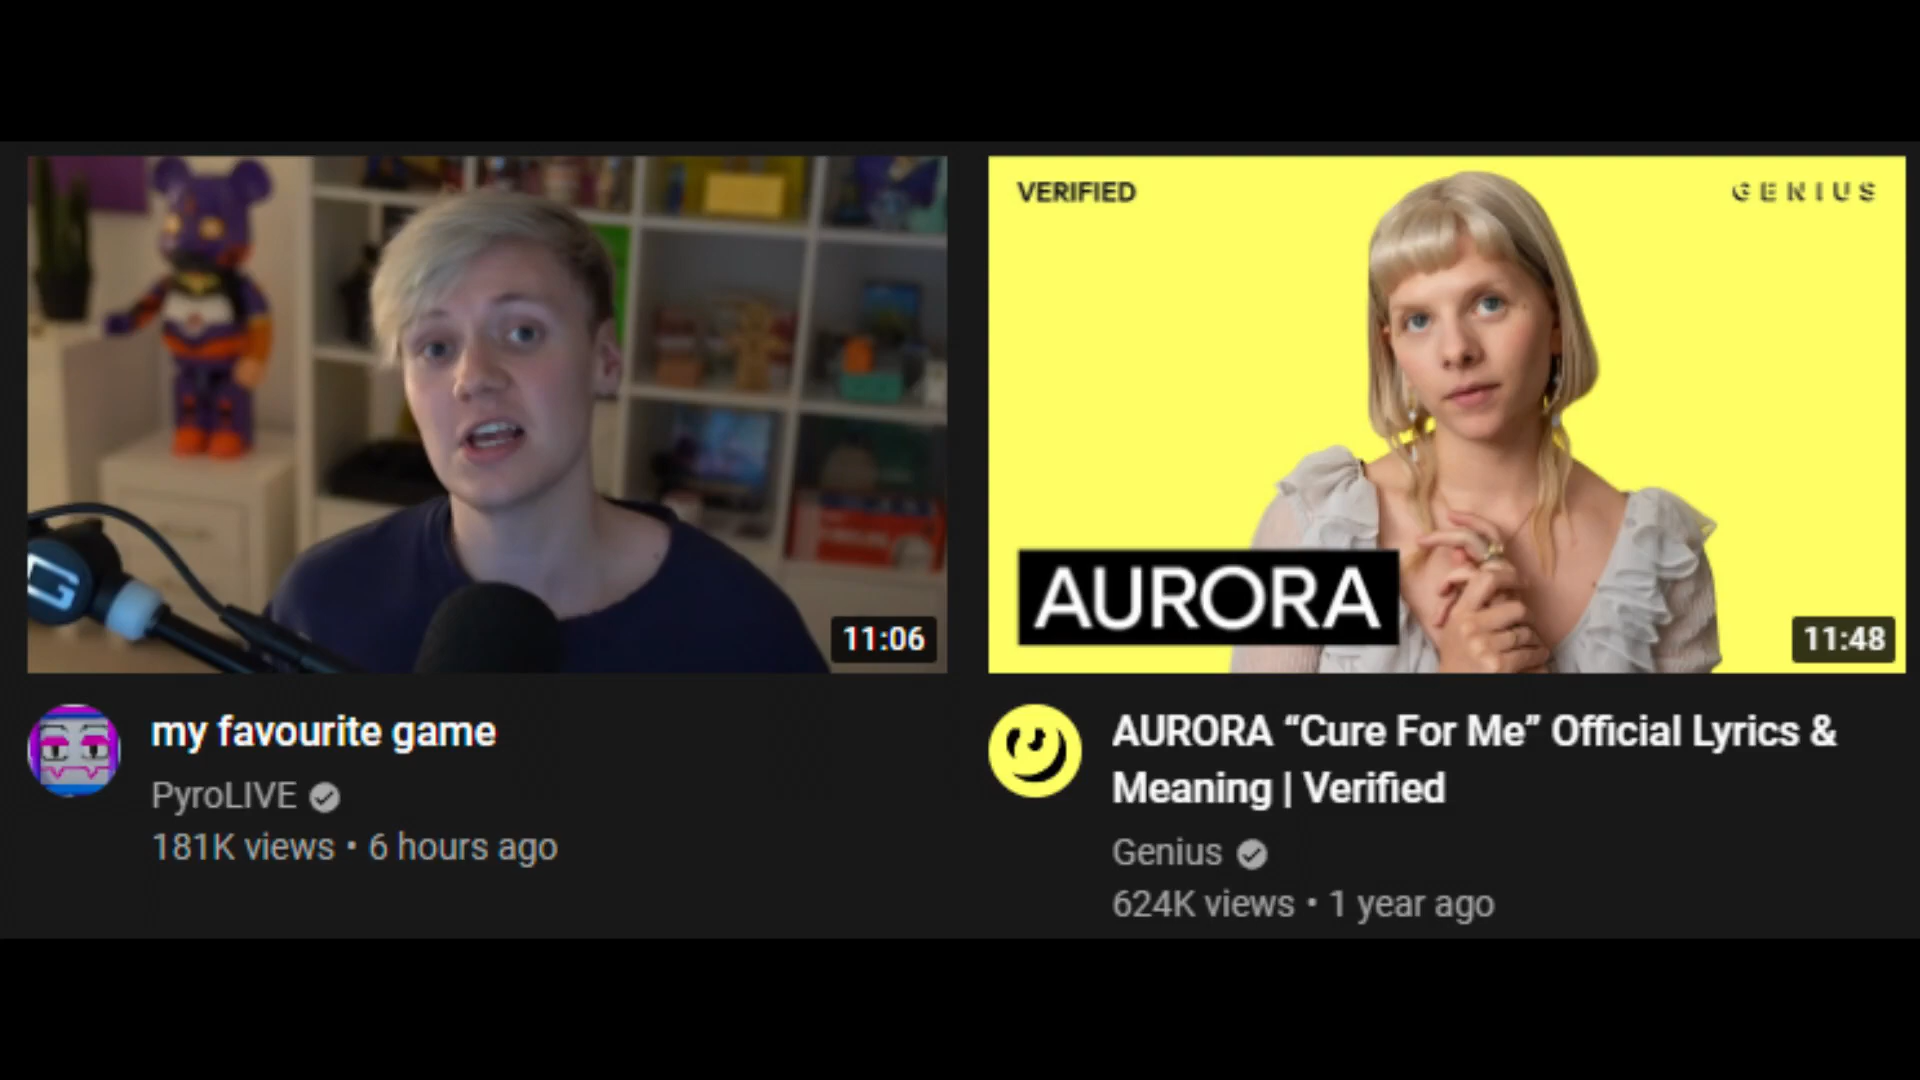 11:06
my favourite game
PyroLIVE
181K views • 6 hours ago
VERIFIED
GENIUS
AURORA
11:48
AURORA “Cure For Me” Official Lyrics &
Meaning | Verified
Genius
624K views • 1 year ago